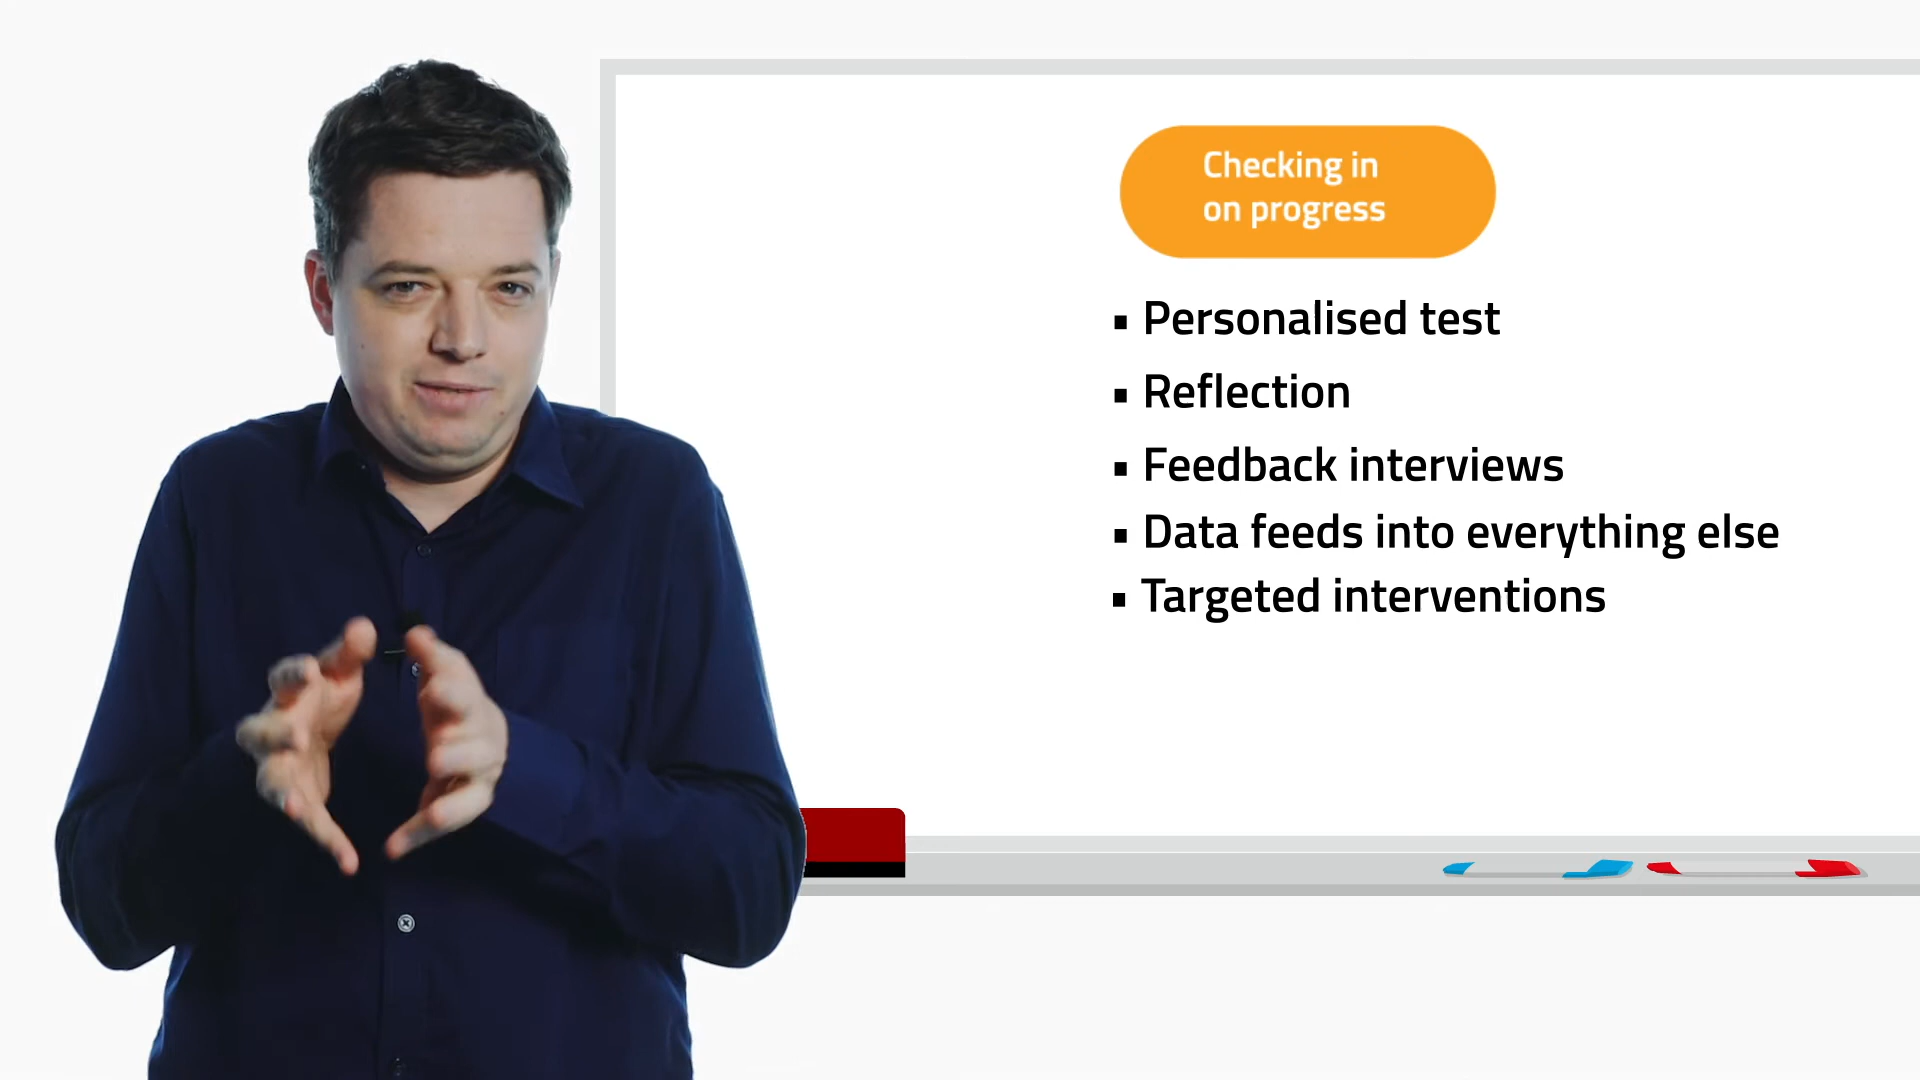 Checking in
on progress
▪ Personalised test
▪ Reflection
▪ Feedback interviews
▪ Data feeds into everything else
▪ Targeted interventions